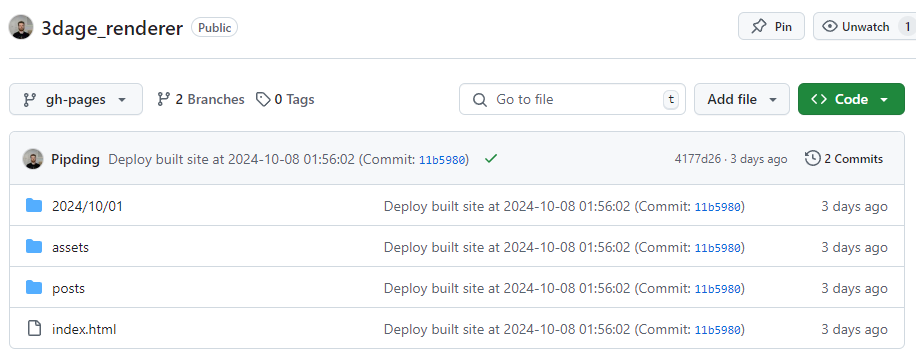 3dage_renderer Public Pin Unwatch 1
gh-pages 2 Branches 0 Tags Go to file t Add file Code
Pipding Deploy built site at 2024-10-08 01:56:02 (Commit: 11b5980) 4177d26 · 3 days ago 2 Commits
2024/10/01 Deploy built site at 2024-10-08 01:56:02 (Commit: 11b5980) 3 days ago
assets Deploy built site at 2024-10-08 01:56:02 (Commit: 11b5980) 3 days ago
posts Deploy built site at 2024-10-08 01:56:02 (Commit: 11b5980) 3 days ago
index.html Deploy built site at 2024-10-08 01:56:02 (Commit: 11b5980) 3 days ago